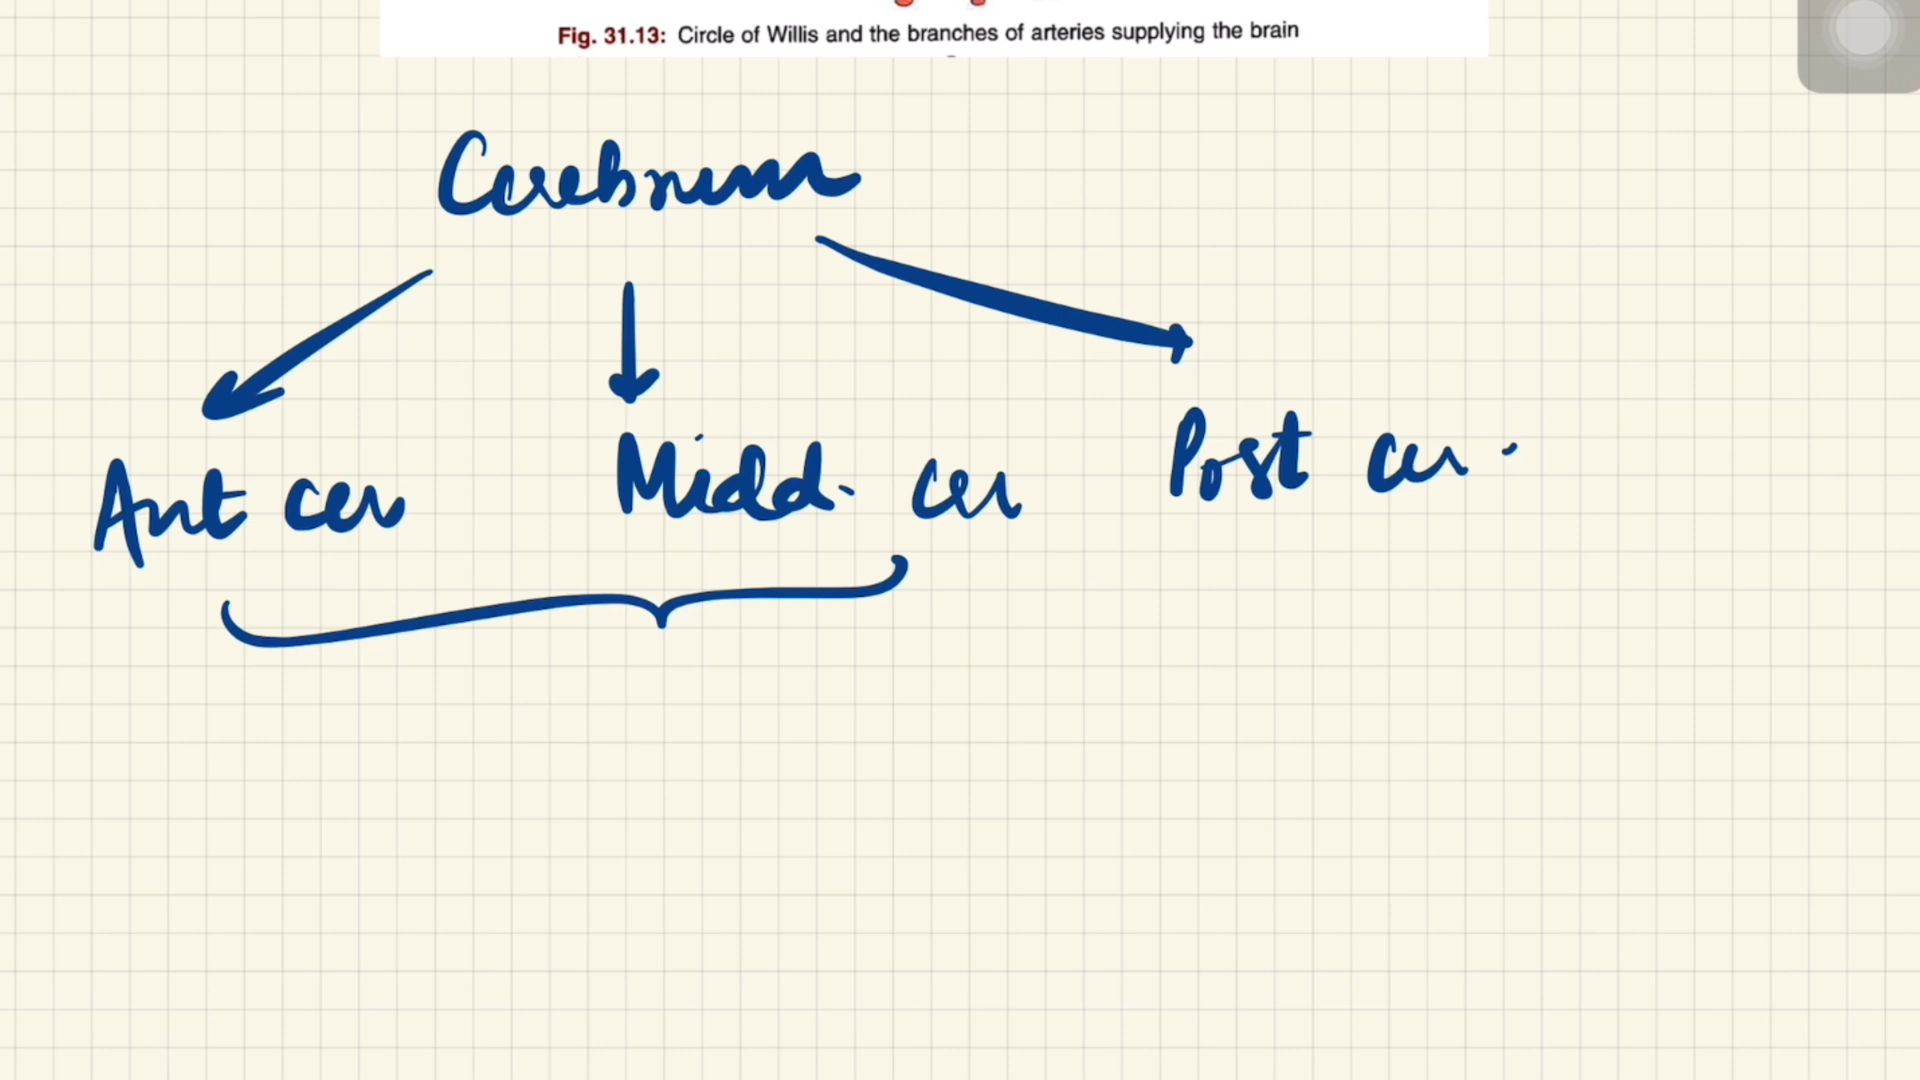 Fig. 31.13: Circle of Willis and the branches of arteries supplying the brain
Cerebrum
Ant cer
Midd. cer
Post cer.